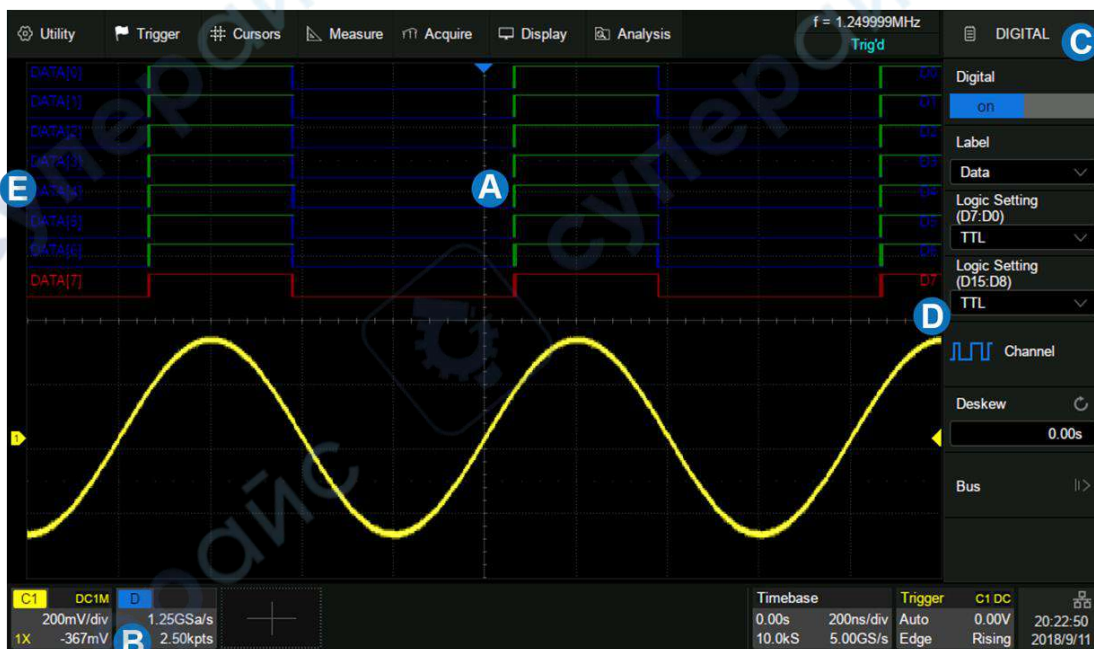 Utility Trigger Cursors Measure Acquire Display Analysis
f = 1.249999MHz
Trig'd
DIGITAL
C
Digital
on
Label
Data
Logic Setting
(D7:D0)
TTL
Logic Setting
(D15:D8)
TTL
D
Channel
Deskew
0.00s
Bus
DATA[0] D0
DATA[1] D1
DATA[2] D2
DATA[3] D3
E A
DATA[4] D4
DATA[5] D5
DATA[6] D6
DATA[7] D7
1
C1 DC1M
200mV/div
1X -367mV
D
1.25GSa/s
B 2.50kpts
Timebase
0.00s 200ns/div
10.0kS 5.00GS/s
Trigger C1 DC
Auto 0.00V
Edge Rising
20:22:50
2018/9/11
суперайс